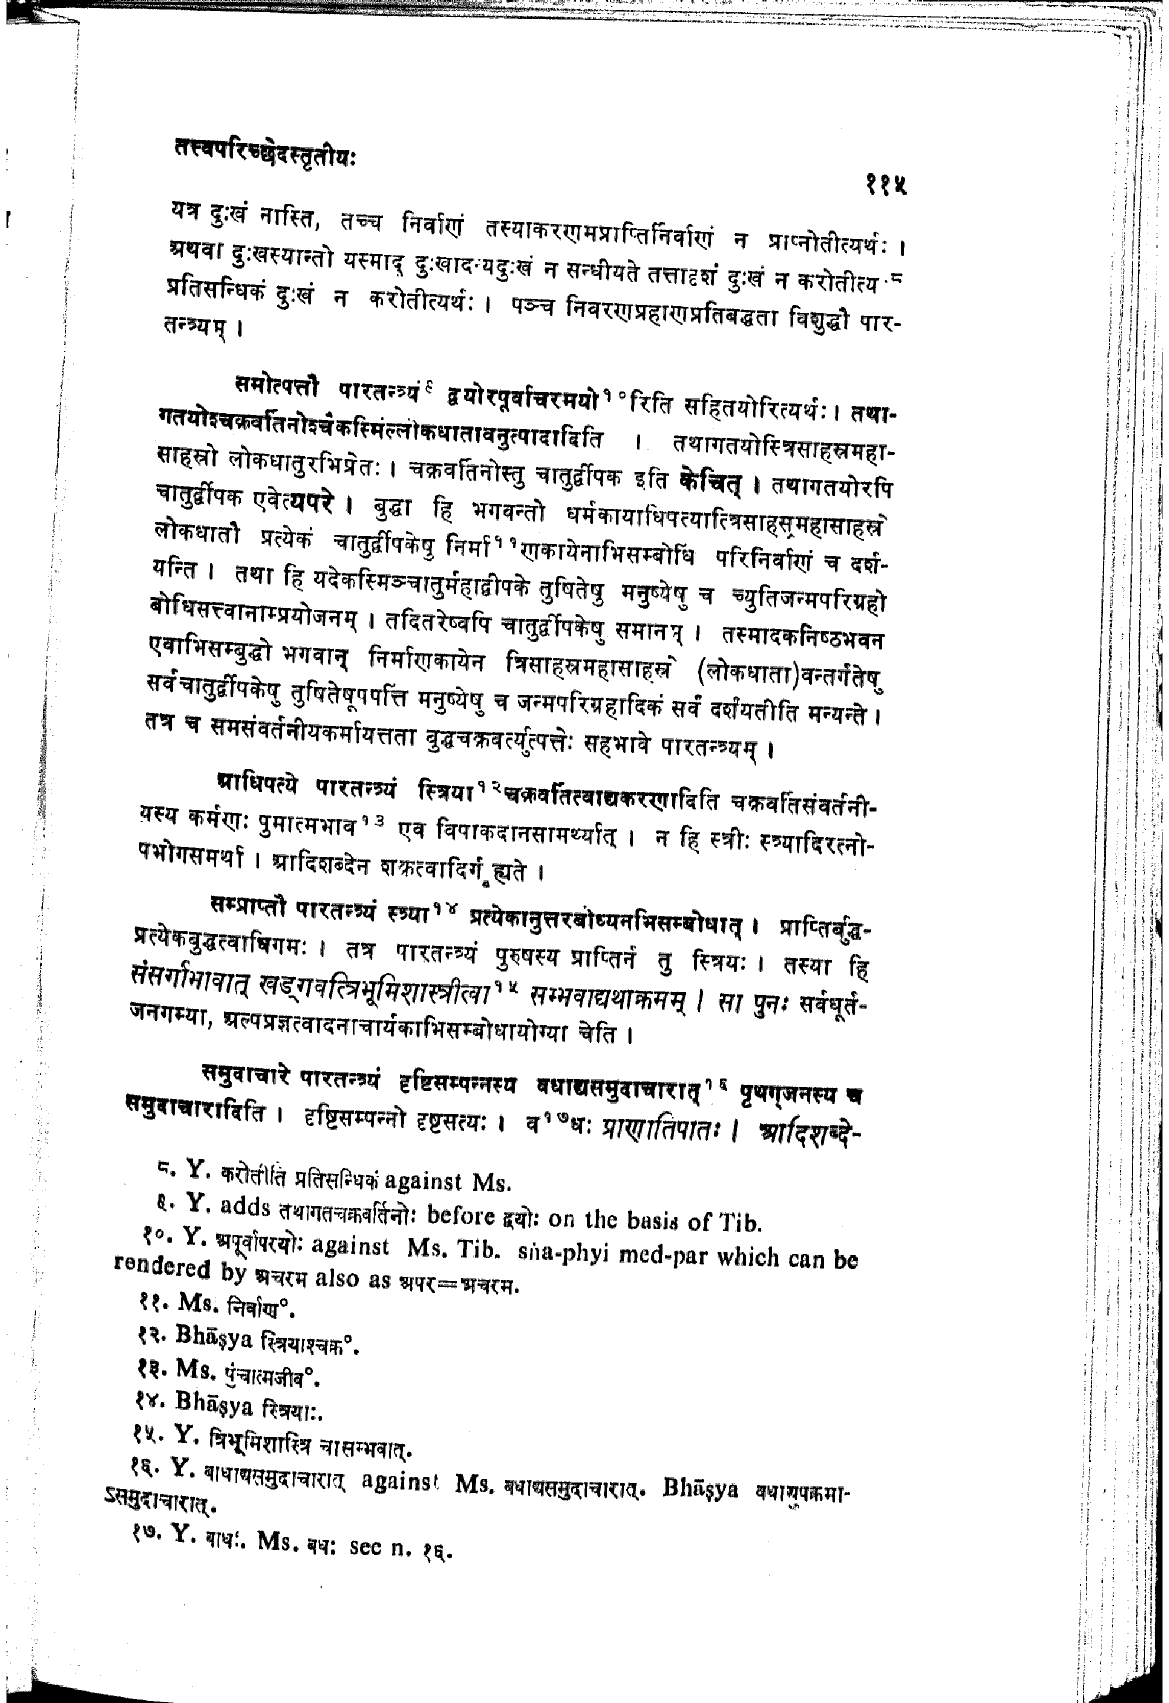 तत्त्वपरिच्छेदस्तृतीयः
११५
यत्र दुःखं नास्ति, तच्च निर्वाणं तस्याकरणमप्राप्तिर्निर्वाणं न प्राप्नोतीत्यर्थः ।
अथवा दुःखस्यान्तो यस्माद् दुःखादन्यदुःखं न सन्धीयते तत्तादृशं दुःखं न करोतीत्य-८
प्रतिसन्धिकं दुःखं न करोतीत्यर्थः । पञ्च निवरणप्रहाणप्रतिबद्धता विशुद्धौ पार-
तन्त्र्यम् ।
समोत्पत्तौ पारतन्त्र्यं९ द्वयोरपूर्वाचरमयो१०रिति सहितयोरित्यर्थः । तथा-
गतयोश्चक्रवर्तिनोश्चैकस्मिंल्लोकधातावनुत्पादादिति । तथागतयोस्त्रिसाहस्रमहा-
साहस्रो लोकधातुरभिप्रेतः । चक्रवर्तिनोस्तु चातुर्द्वीपक इति केचित् । तथागतयोरपि
चातुर्द्वीपक एवेत्यपरे । बुद्धा हि भगवन्तो धर्मकायाधिपत्यात्त्रिसाहस्रमहासाहस्रे
लोकधातौ प्रत्येकं चातुर्द्वीपकेषु निर्मा११णकायेनाभिसम्बोधिं परिनिर्वाणं च दर्श-
यन्ति । तथा हि यदेकस्मिञ्चातुर्महाद्वीपके तुषितेषु मनुष्येषु च च्युतिजन्मपरिग्रहो
बोधिसत्त्वानाम्प्रयोजनम् । तदितरेष्वपि चातुर्द्वीपकेषु समानम् । तस्मादकनिष्ठभवन
एवाभिसम्बुद्धो भगवान् निर्माणकायेन त्रिसाहस्रमहासाहस्रे (लोकधाता)वन्तर्गतेषु
सर्वचातुर्द्वीपकेषु तुषितेषूपपत्तिं मनुष्येषु च जन्मपरिग्रहादिकं सर्वं दर्शयतीति मन्यन्ते ।
तत्र च समसंवर्तनीयकर्मायत्तता बुद्धचक्रवर्त्युत्पत्तेः सहभावे पारतन्त्र्यम् ।
आधिपत्ये पारतन्त्र्यं स्त्रिया१२चक्रवर्तित्वाद्यकरणादिति चक्रवर्तिसंवर्तनी-
यस्य कर्मणः पुमात्मभाव१३ एव विपाकदानसामर्थ्यात् । न हि स्त्रीः स्त्र्यादिरत्नो-
पभोगसमर्था । आदिशब्देन शक्रत्वादिर्गृह्यते ।
सम्प्राप्तौ पारतन्त्र्यं स्त्र्या१४ प्रत्येकानुत्तरबोध्यनभिसम्बोधात् । प्राप्तिर्बुद्ध-
प्रत्येकबुद्धत्वाधिगमः । तत्र पारतन्त्र्यं पुरुषस्य प्राप्तिर्न तु स्त्रियः । तस्या हि
संसर्गाभावात् खड्गवत्त्रिभूमिशास्त्रीत्वा१५ सम्भवाद्यथाक्रमम् । सा पुनः सर्वधूर्त-
जनगम्या, अल्पप्रज्ञत्वादनाचार्यकाभिसम्बोधायोग्या चेति ।
समुदाचारे पारतन्त्र्यं दृष्टिसम्पन्नस्य वधाद्यसमुदाचारात्१६ पृथग्जनस्य च
समुदाचारादिति । दृष्टिसम्पन्नो दृष्टसत्यः । व१७धः प्राणातिपातः । आदिशब्दे-
८. Y. करोतीति प्रतिसन्धिकं against Ms.
९. Y. adds तथागतचक्रवर्तिनोः before द्वयोः on the basis of Tib.
१०. Y. अपूर्वापरयोः against Ms. Tib. sṅa-phyi med-par which can be
rendered by अचरम also as अपर=अचरम.
११. Ms. निर्वाण°.
१२. Bhāṣya स्त्रियाश्चक्र°.
१३. Ms. पुंचात्मजीव°.
१४. Bhāṣya स्त्रियाः.
१५. Y. त्रिभूमिशास्त्रि चासम्भवात्.
१६. Y. बाधाद्यसमुदाचारात् against Ms. वधाद्यसमुदाचारात्. Bhāṣya वधाद्युपक्रमा-
ऽसमुदाचारात्.
१७. Y. बाधः. Ms. बधः see n. १६.